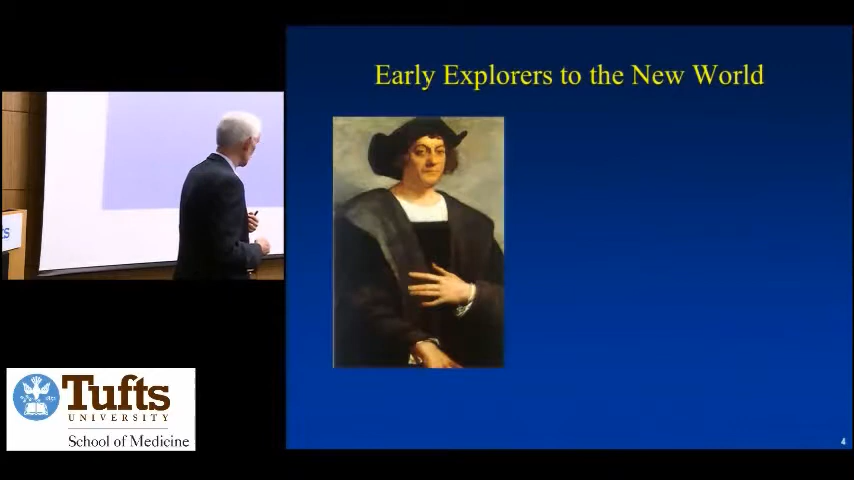 Early Explorers to the New World
Tufts
UNIVERSITY
School of Medicine
4